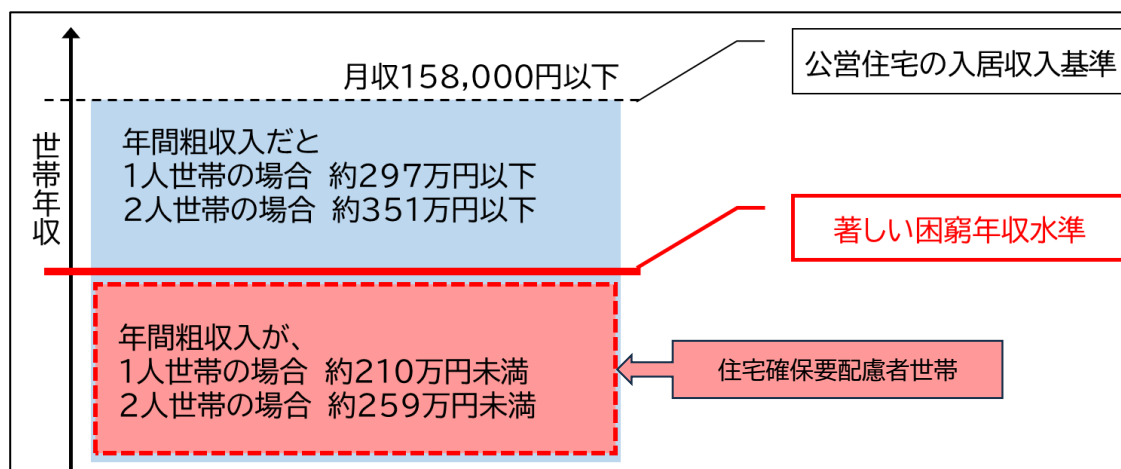 月収158,000円以下
公営住宅の入居収入基準
世帯年収
年間粗収入だと
1人世帯の場合 約297万円以下
2人世帯の場合 約351万円以下
著しい困窮年収水準
年間粗収入が、
1人世帯の場合 約210万円未満
2人世帯の場合 約259万円未満
住宅確保要配慮者世帯